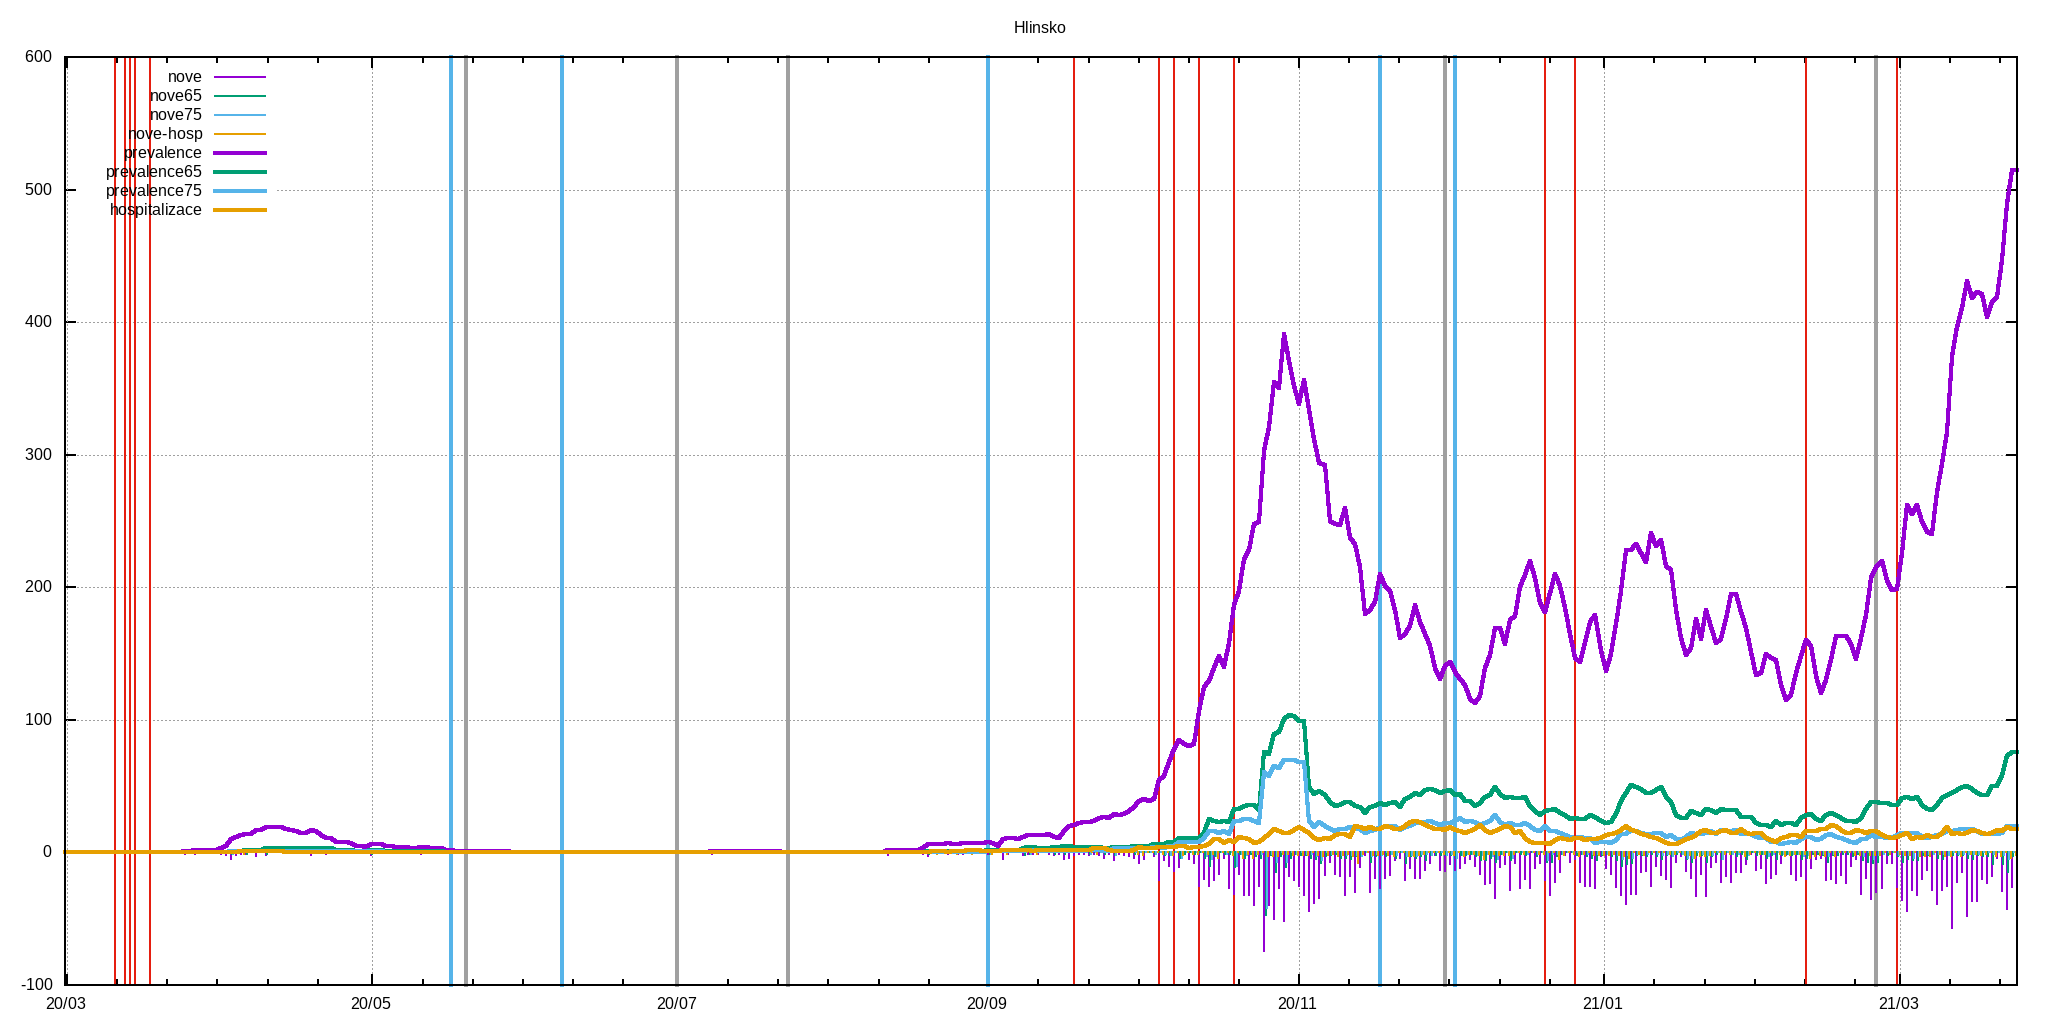 Hlinsko
600
500
400
300
200
100
0
-100
nove
nove65
nove75
nove-hosp
prevalence
prevalence65
prevalence75
hospitalizace
20/03
20/05
20/07
20/09
20/11
21/01
21/03